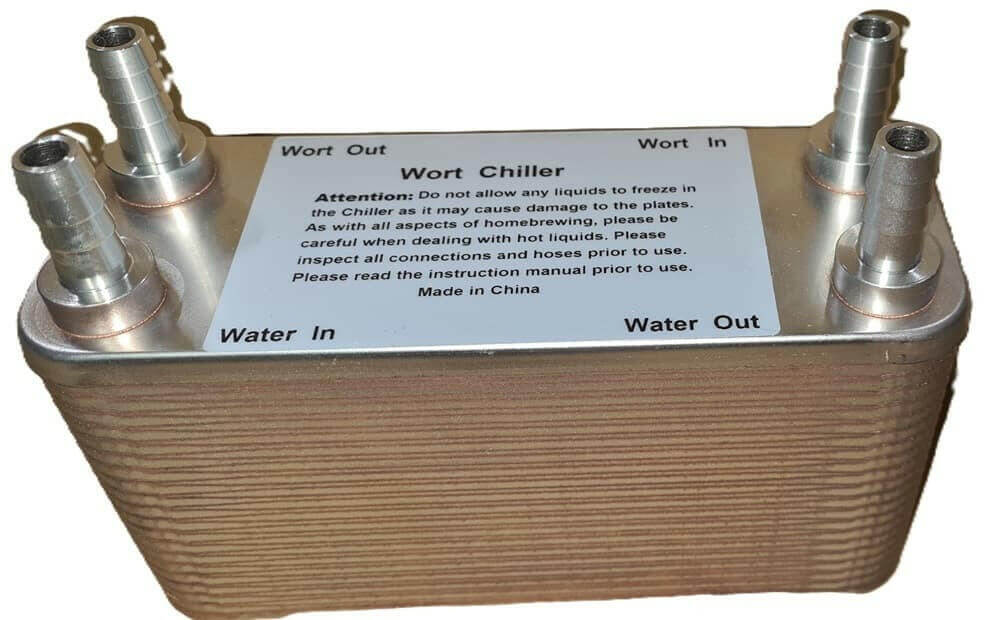 Wort Out Wort In
Wort Chiller
Attention: Do not allow any liquids to freeze in
the Chiller as it may cause damage to the plates.
As with all aspects of homebrewing, please be
careful when dealing with hot liquids. Please
inspect all connections and hoses prior to use.
Please read the instruction manual prior to use.
Made in China
Water In Water Out